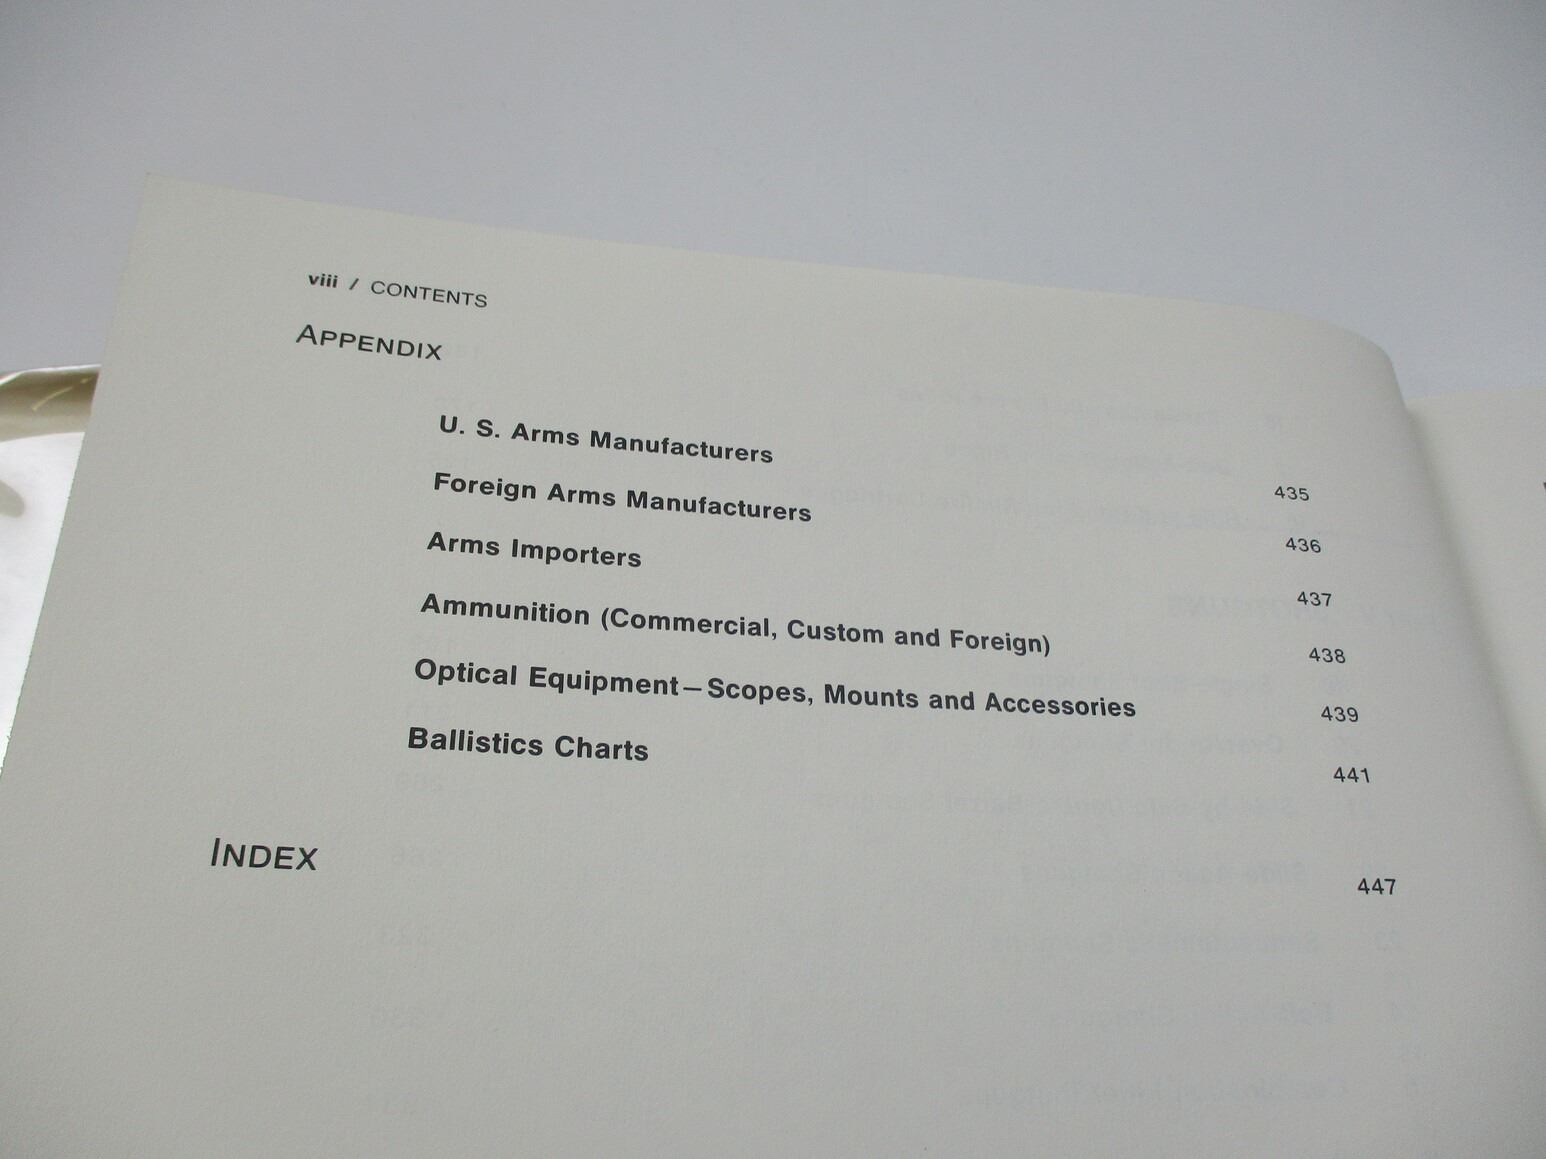 viii / CONTENTS
APPENDIX
U. S. Arms Manufacturers 435
Foreign Arms Manufacturers 436
Arms Importers 437
Ammunition (Commercial, Custom and Foreign) 438
Optical Equipment—Scopes, Mounts and Accessories 439
Ballistics Charts 441
INDEX 447